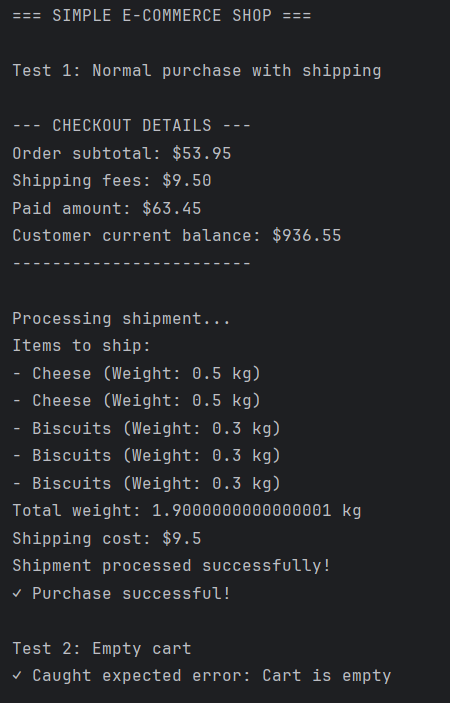 === SIMPLE E-COMMERCE SHOP ===
Test 1: Normal purchase with shipping
--- CHECKOUT DETAILS ---
Order subtotal: $53.95
Shipping fees: $9.50
Paid amount: $63.45
Customer current balance: $936.55
------------------------
Processing shipment...
Items to ship:
- Cheese (Weight: 0.5 kg)
- Cheese (Weight: 0.5 kg)
- Biscuits (Weight: 0.3 kg)
- Biscuits (Weight: 0.3 kg)
- Biscuits (Weight: 0.3 kg)
Total weight: 1.9000000000000001 kg
Shipping cost: $9.5
Shipment processed successfully!
✓ Purchase successful!
Test 2: Empty cart
✓ Caught expected error: Cart is empty